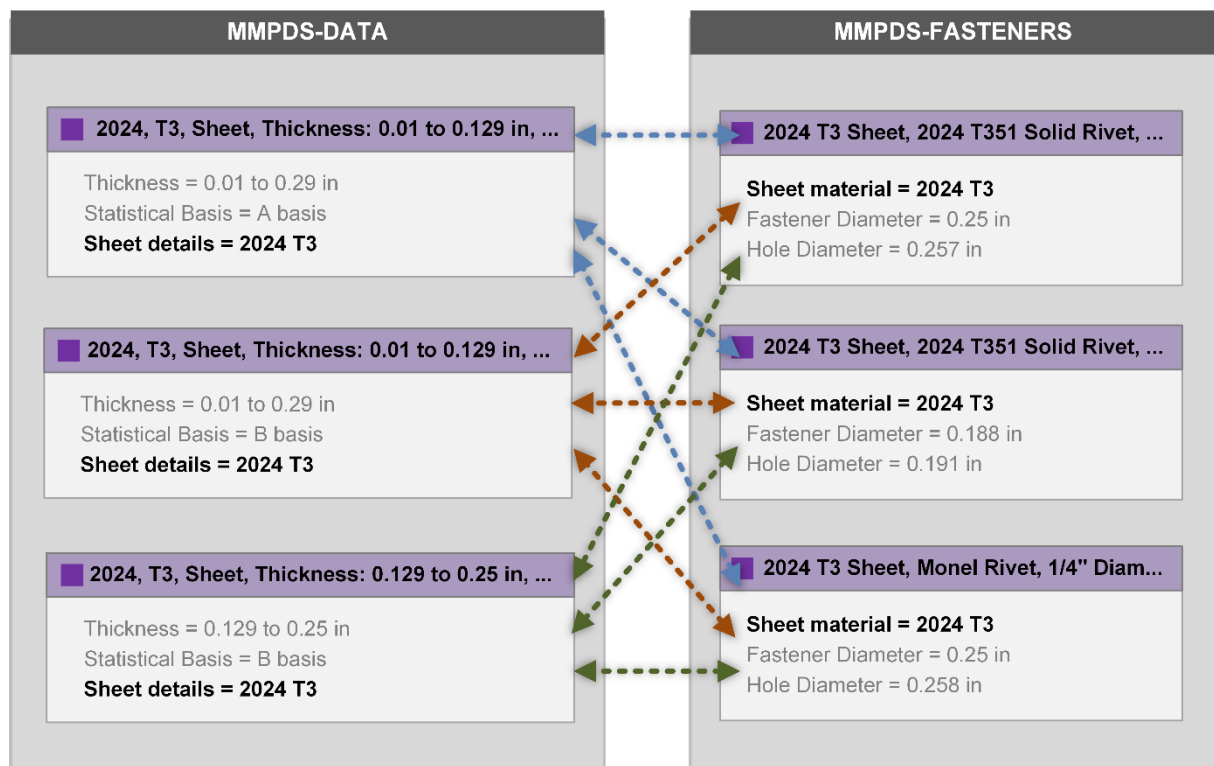 MMPDS-DATA
2024, T3, Sheet, Thickness: 0.01 to 0.129 in, ...
Thickness = 0.01 to 0.29 in
Statistical Basis = A basis
Sheet details = 2024 T3
2024, T3, Sheet, Thickness: 0.01 to 0.129 in, ...
Thickness = 0.01 to 0.29 in
Statistical Basis = B basis
Sheet details = 2024 T3
2024, T3, Sheet, Thickness: 0.129 to 0.25 in, ...
Thickness = 0.129 to 0.25 in
Statistical Basis = B basis
Sheet details = 2024 T3
MMPDS-FASTENERS
2024 T3 Sheet, 2024 T351 Solid Rivet, ...
Sheet material = 2024 T3
Fastener Diameter = 0.25 in
Hole Diameter = 0.257 in
2024 T3 Sheet, 2024 T351 Solid Rivet, ...
Sheet material = 2024 T3
Fastener Diameter = 0.188 in
Hole Diameter = 0.191 in
2024 T3 Sheet, Monel Rivet, 1/4" Diam...
Sheet material = 2024 T3
Fastener Diameter = 0.25 in
Hole Diameter = 0.258 in